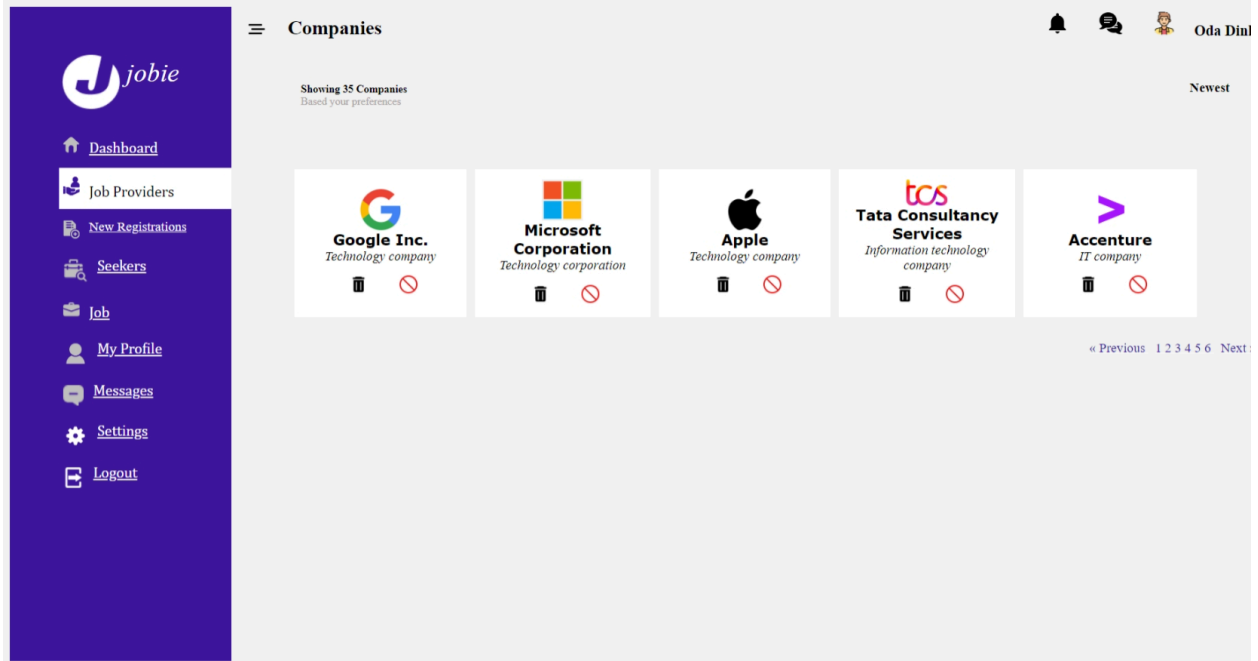 jobie
Dashboard
Job Providers
New Registrations
Seekers
Job
My Profile
Messages
Settings
Logout
Companies
Oda Dinl
Showing 35 Companies
Based your preferences
Newest
Google Inc.
Technology company
Microsoft
Corporation
Technology corporation
Apple
Technology company
tcs
Tata Consultancy
Services
Information technology
company
Accenture
IT company
« Previous 1 2 3 4 5 6 Next